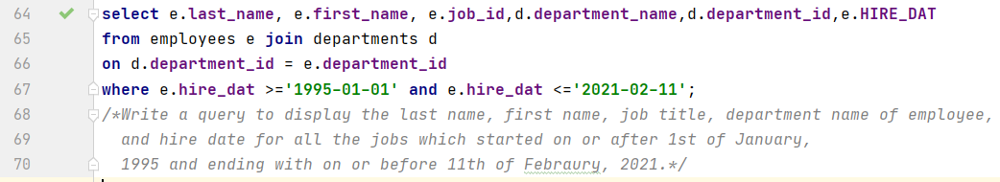 64 select e.last_name, e.first_name, e.job_id,d.department_name,d.department_id,e.HIRE_DAT
65 from employees e join departments d
66 on d.department_id = e.department_id
67 where e.hire_dat >='1995-01-01' and e.hire_dat <='2021-02-11';
68 /*Write a query to display the last name, first name, job title, department name of employee,
69 and hire date for all the jobs which started on or after 1st of January,
70 1995 and ending with on or before 11th of Febraury, 2021.*/